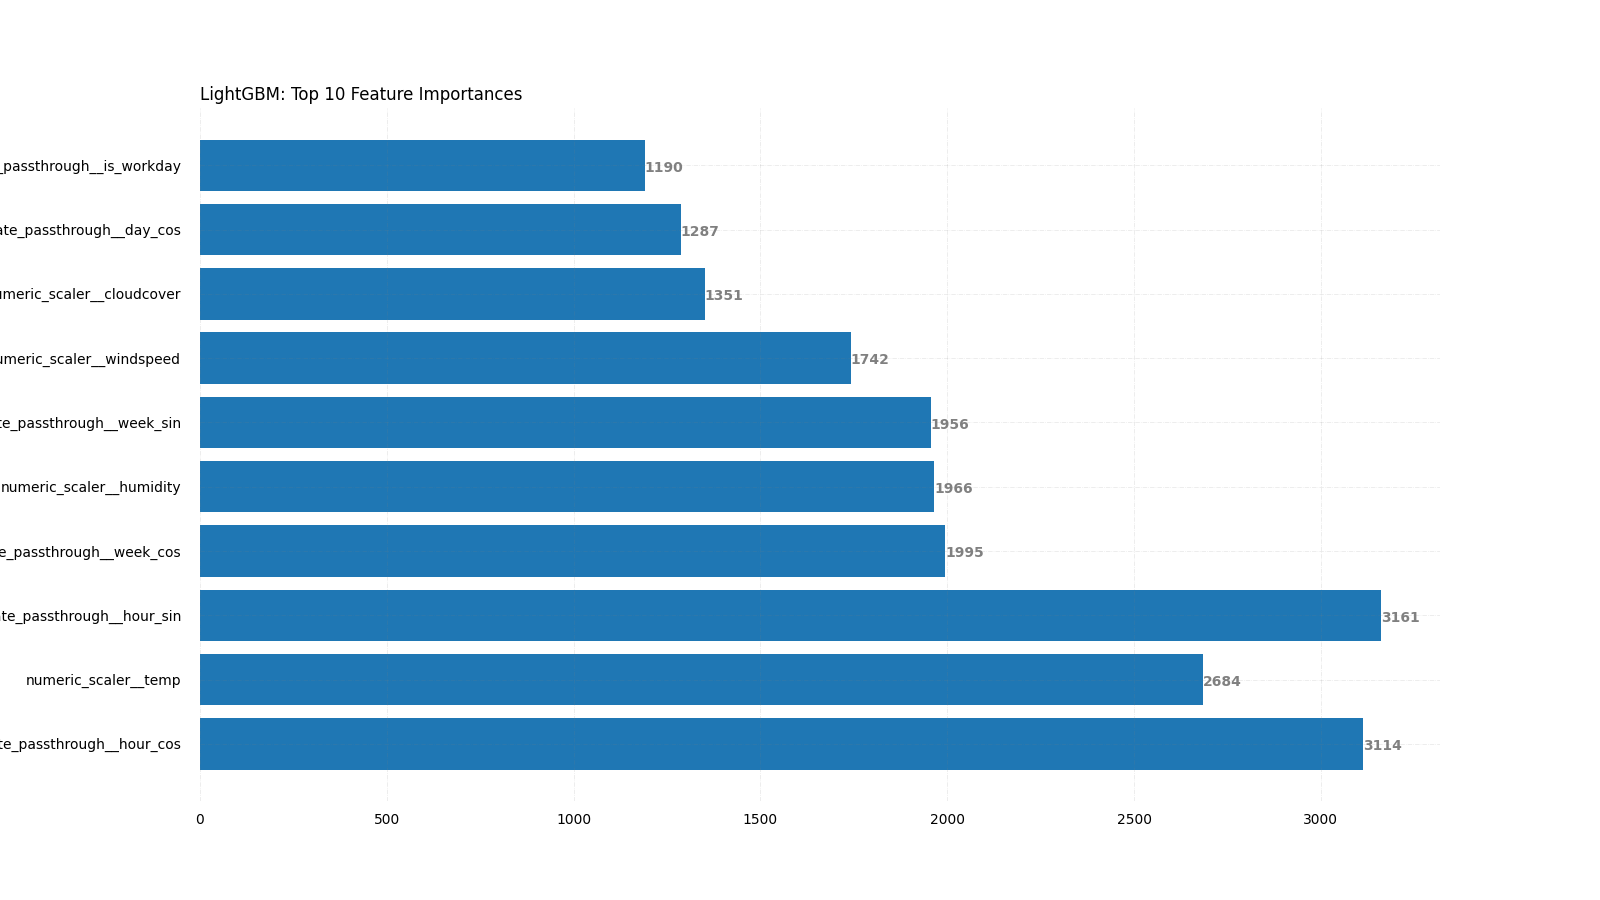 LightGBM: Top 10 Feature Importances
_passthrough__is_workday 1190
ate_passthrough__day_cos 1287
umeric_scaler__cloudcover 1351
umeric_scaler__windspeed 1742
te_passthrough__week_sin 1956
numeric_scaler__humidity 1966
e_passthrough__week_cos 1995
ate_passthrough__hour_sin 3161
numeric_scaler__temp 2684
te_passthrough__hour_cos 3114
0 500 1000 1500 2000 2500 3000